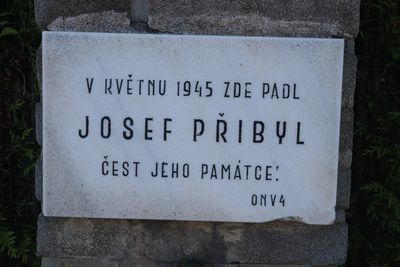 V KVĚTNU 1945 ZDE PADL
JOSEF PŘIBYL
ČEST JEHO PAMÁTCE!
ONV4